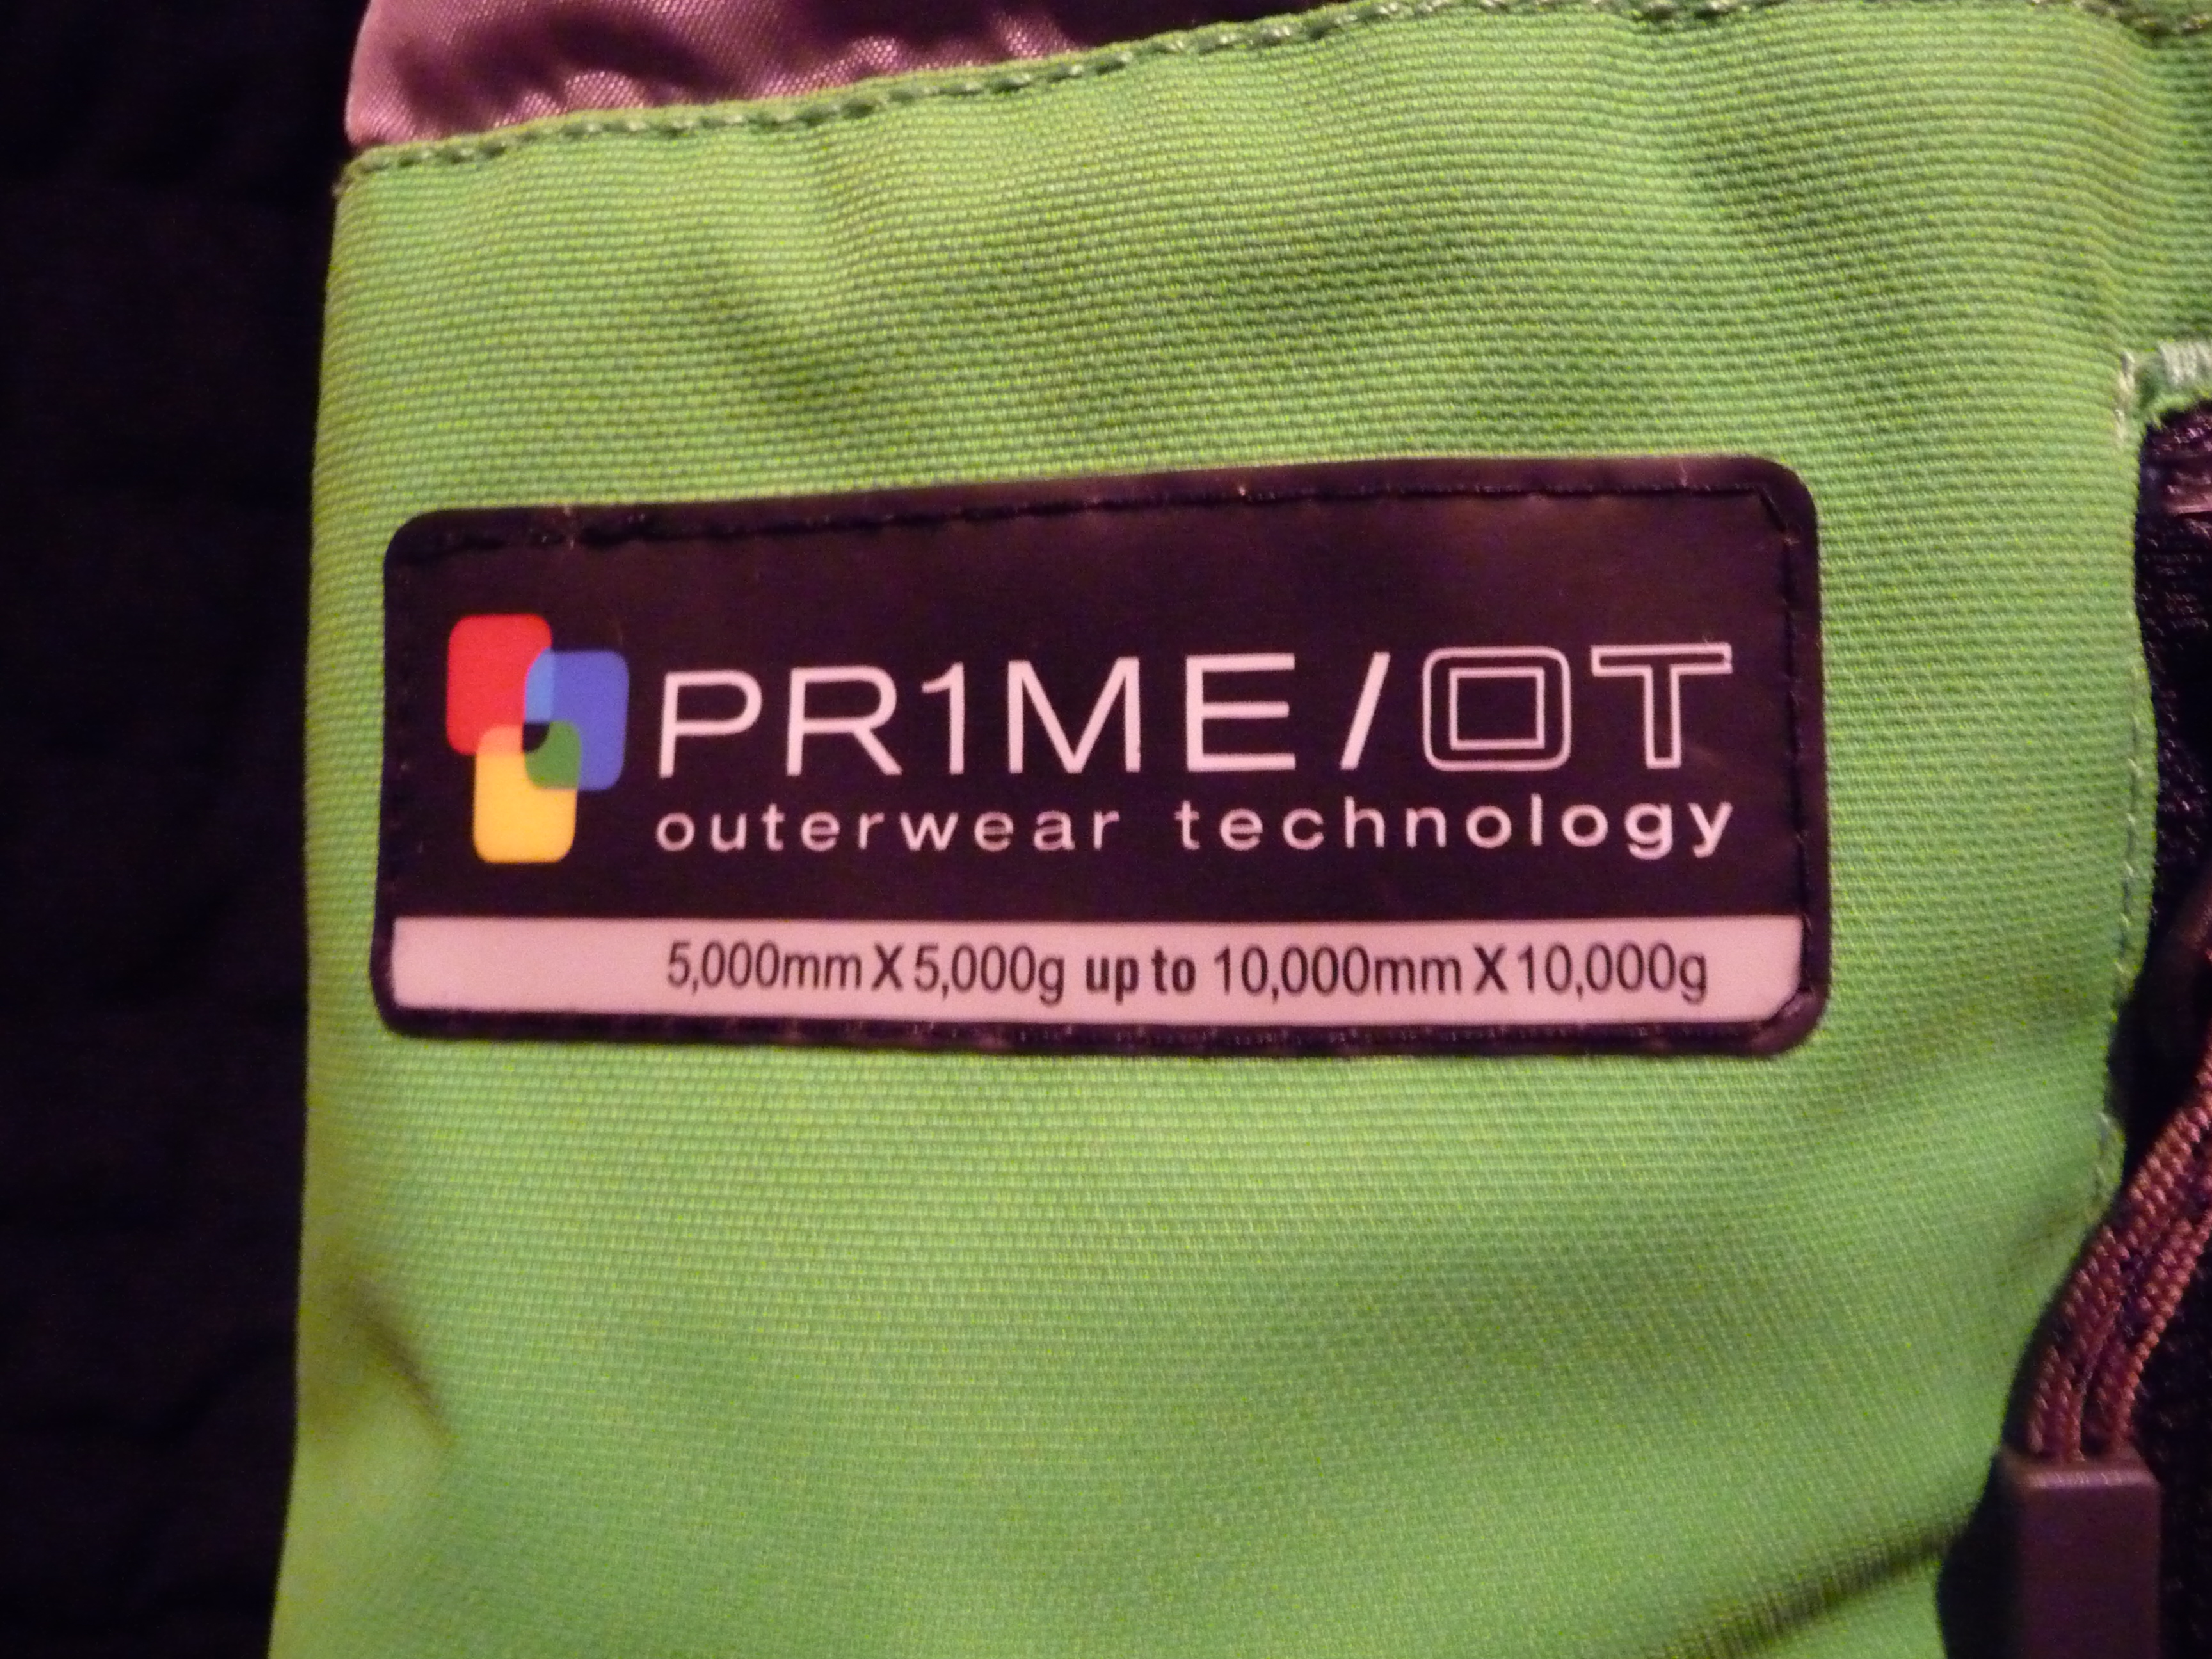 PR1ME/OT
outerwear technology
5,000mm X 5,000g up to 10,000mm X 10,000g